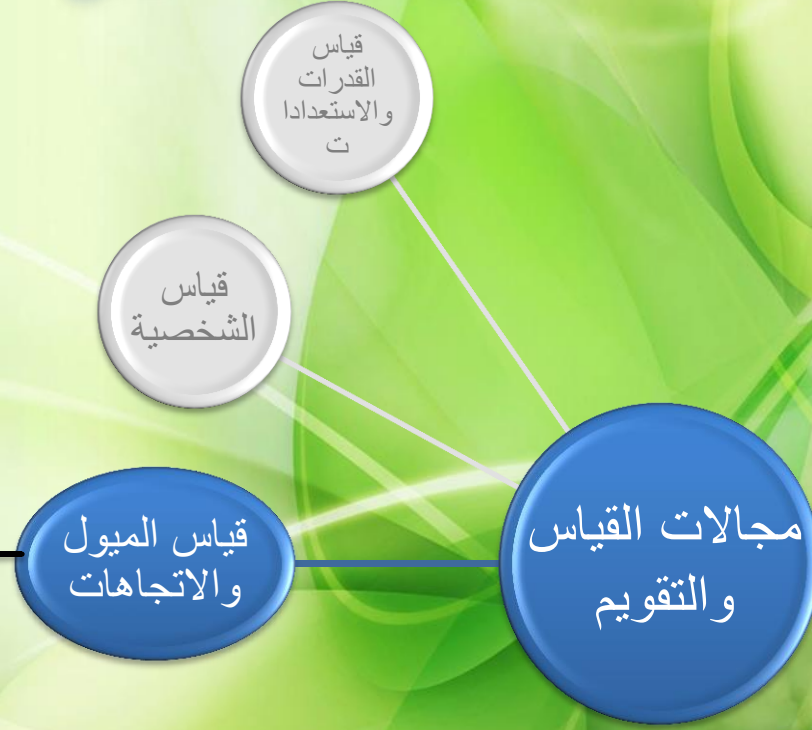 قياس
القدرات
والاستعدادا
ت
قياس
الشخصية
مجالات القياس
والتقويم
قياس الميول
والاتجاهات